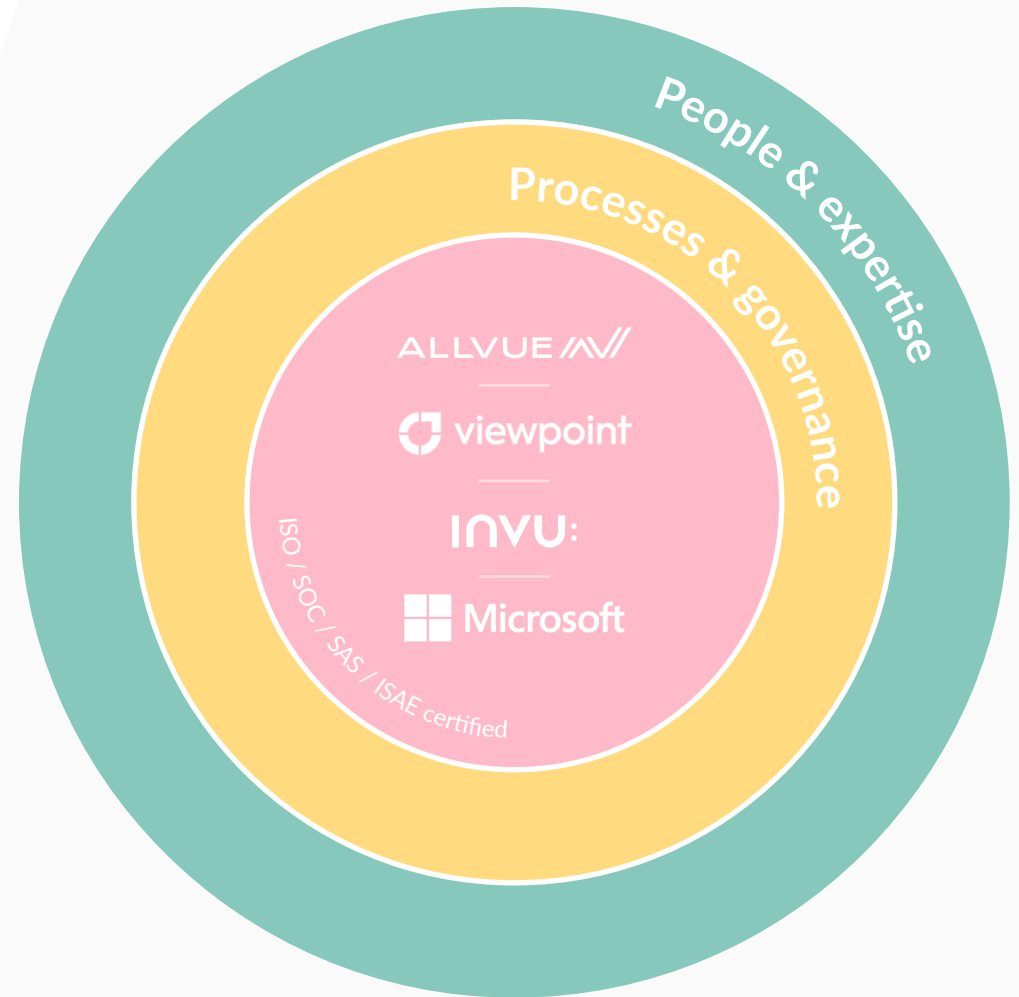 People & expertise
Processes & governance
ALLVUE
viewpoint
INVU:
Microsoft
ISO / SOC / SAS / ISAE certified